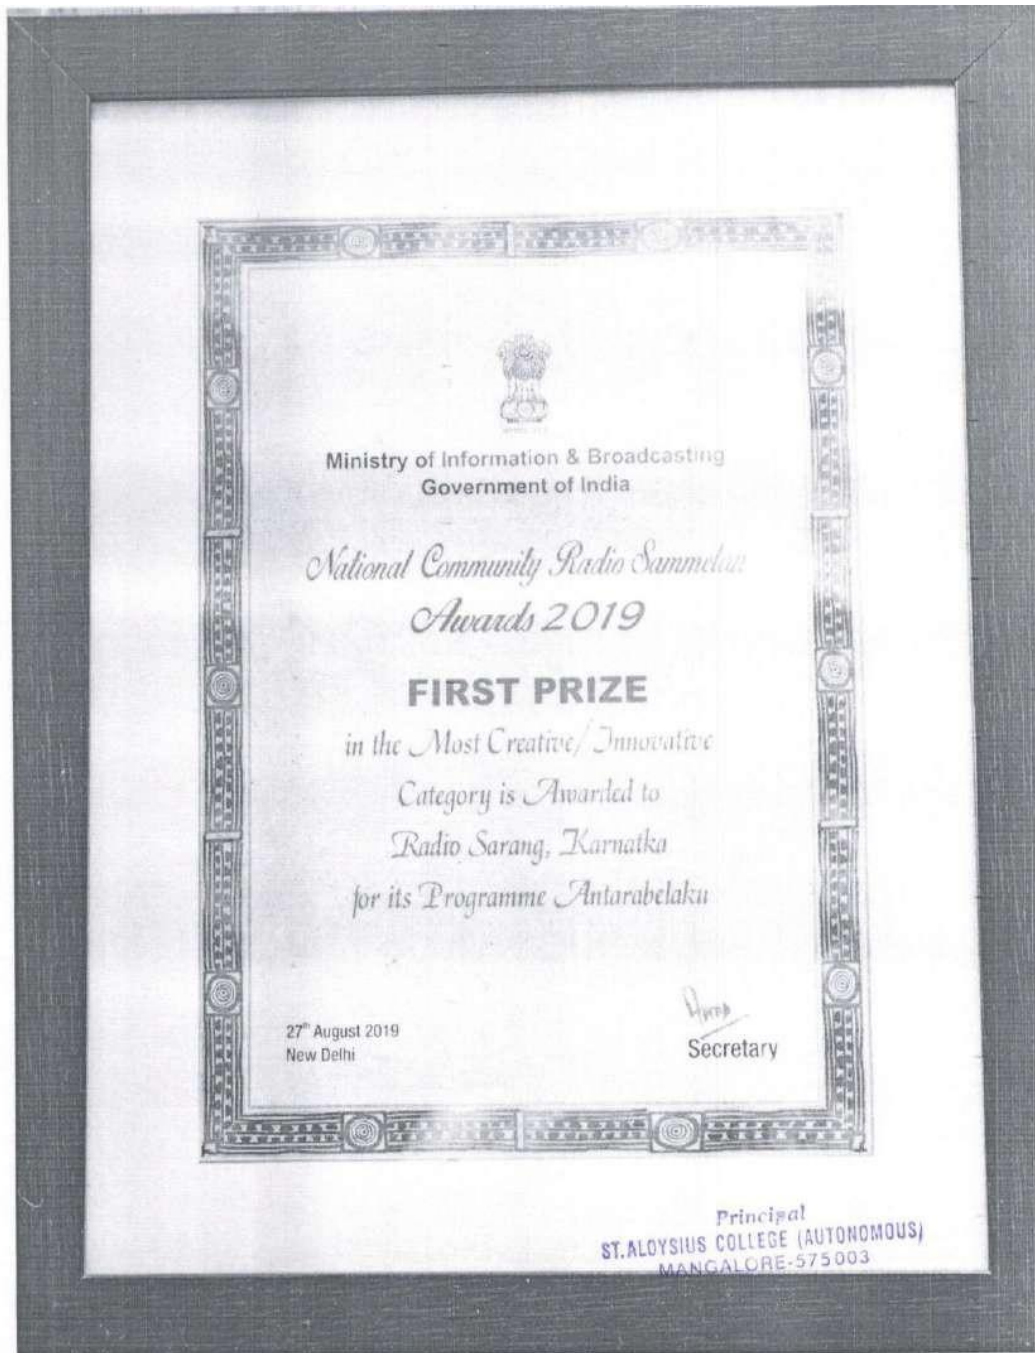 Ministry of Information & Broadcasting
Government of India
National Community Radio Sammelan
Awards 2019
FIRST PRIZE
in the Most Creative/Innovative
Category is Awarded to
Radio Sarang, Karnatka
for its Programme Antarabelaku
27th August 2019
New Delhi
Secretary
Principal
ST.ALOYSIUS COLLEGE (AUTONOMOUS)
MANGALORE-575003